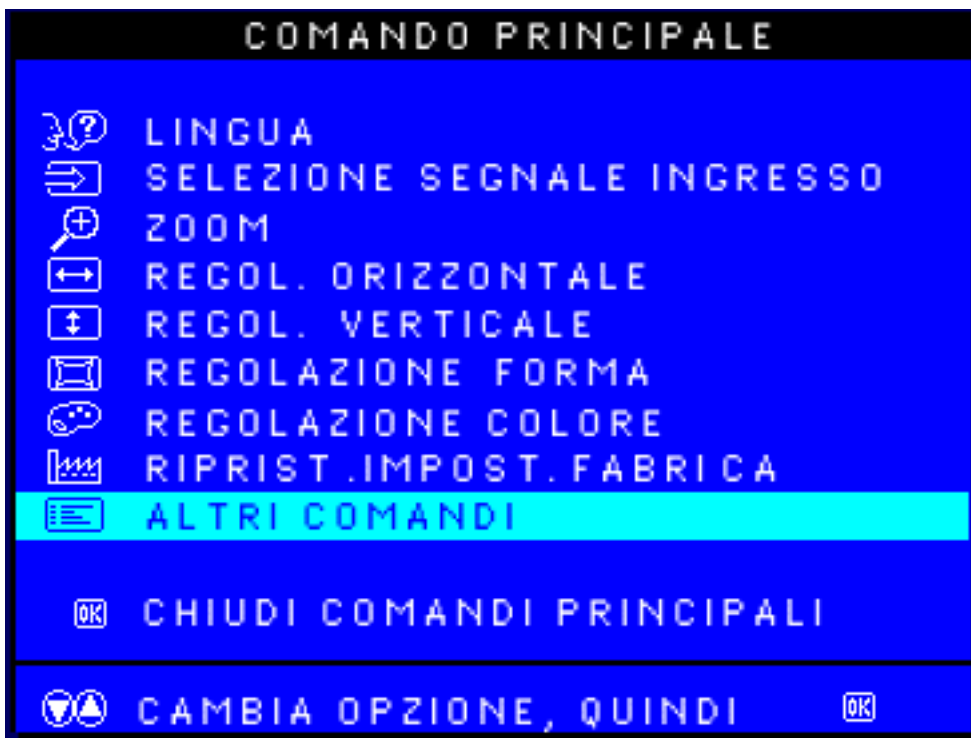 COMANDO PRINCIPALE
LINGUA
SELEZIONE SEGNALE INGRESSO
ZOOM
REGOL. ORIZZONTALE
REGOL. VERTICALE
REGOLAZIONE FORMA
REGOLAZIONE COLORE
RIPRIST.IMPOST.FABRICA
ALTRI COMANDI
OK CHIUDI COMANDI PRINCIPALI
CAMBIA OPZIONE, QUINDI OK